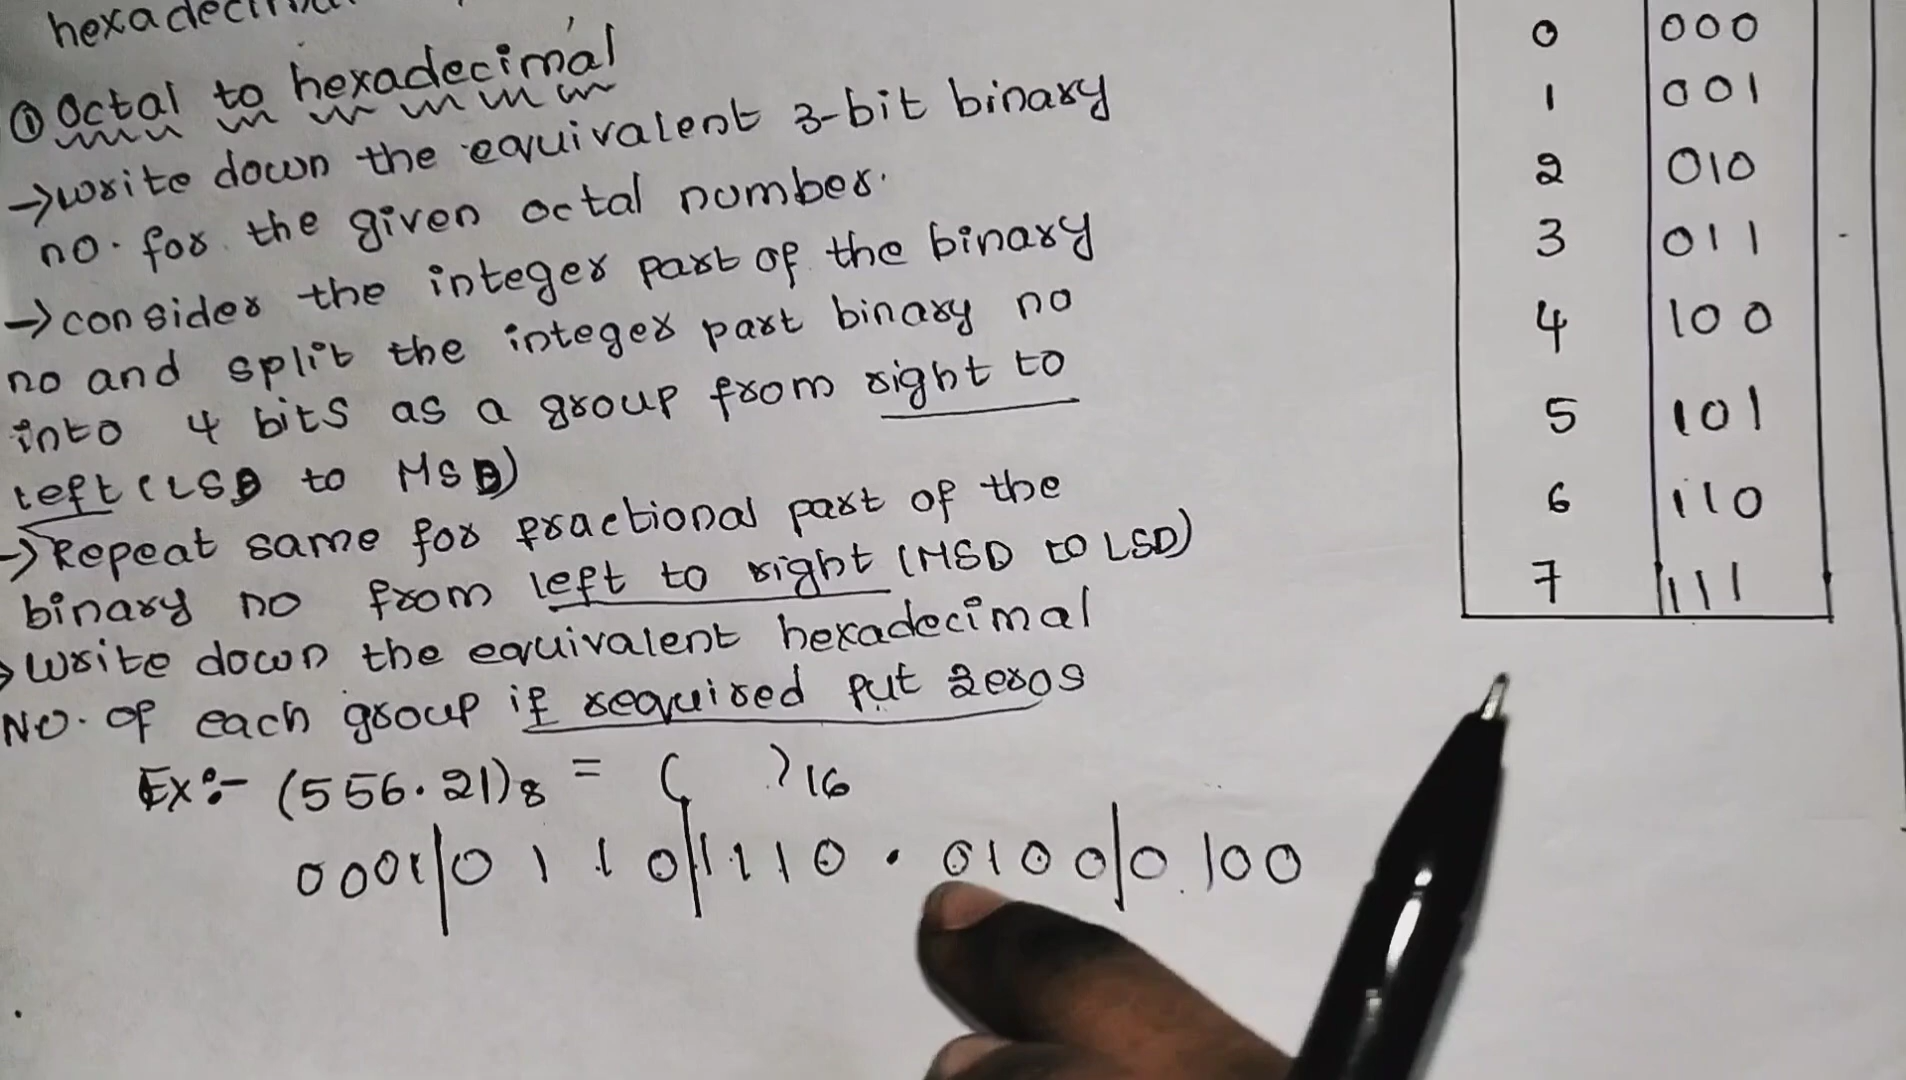 ① Octal to hexadecimal
→ write down the equivalent 3-bit binary
no. for the given octal number.
→ consider the integer part of the binary
no and split the integer part binary no
into 4 bits as a group from right to
left (LSD to MSD)
→ Repeat same for fractional part of the
binary no from left to right (MSD to LSD)
→ write down the equivalent hexadecimal
No. of each group if required put zeros
Ex:- (556.21)8 = ( )16
0001|0110|1110 . 0100|0100
0 000
1 001
2 010
3 011
4 100
5 101
6 110
7 111